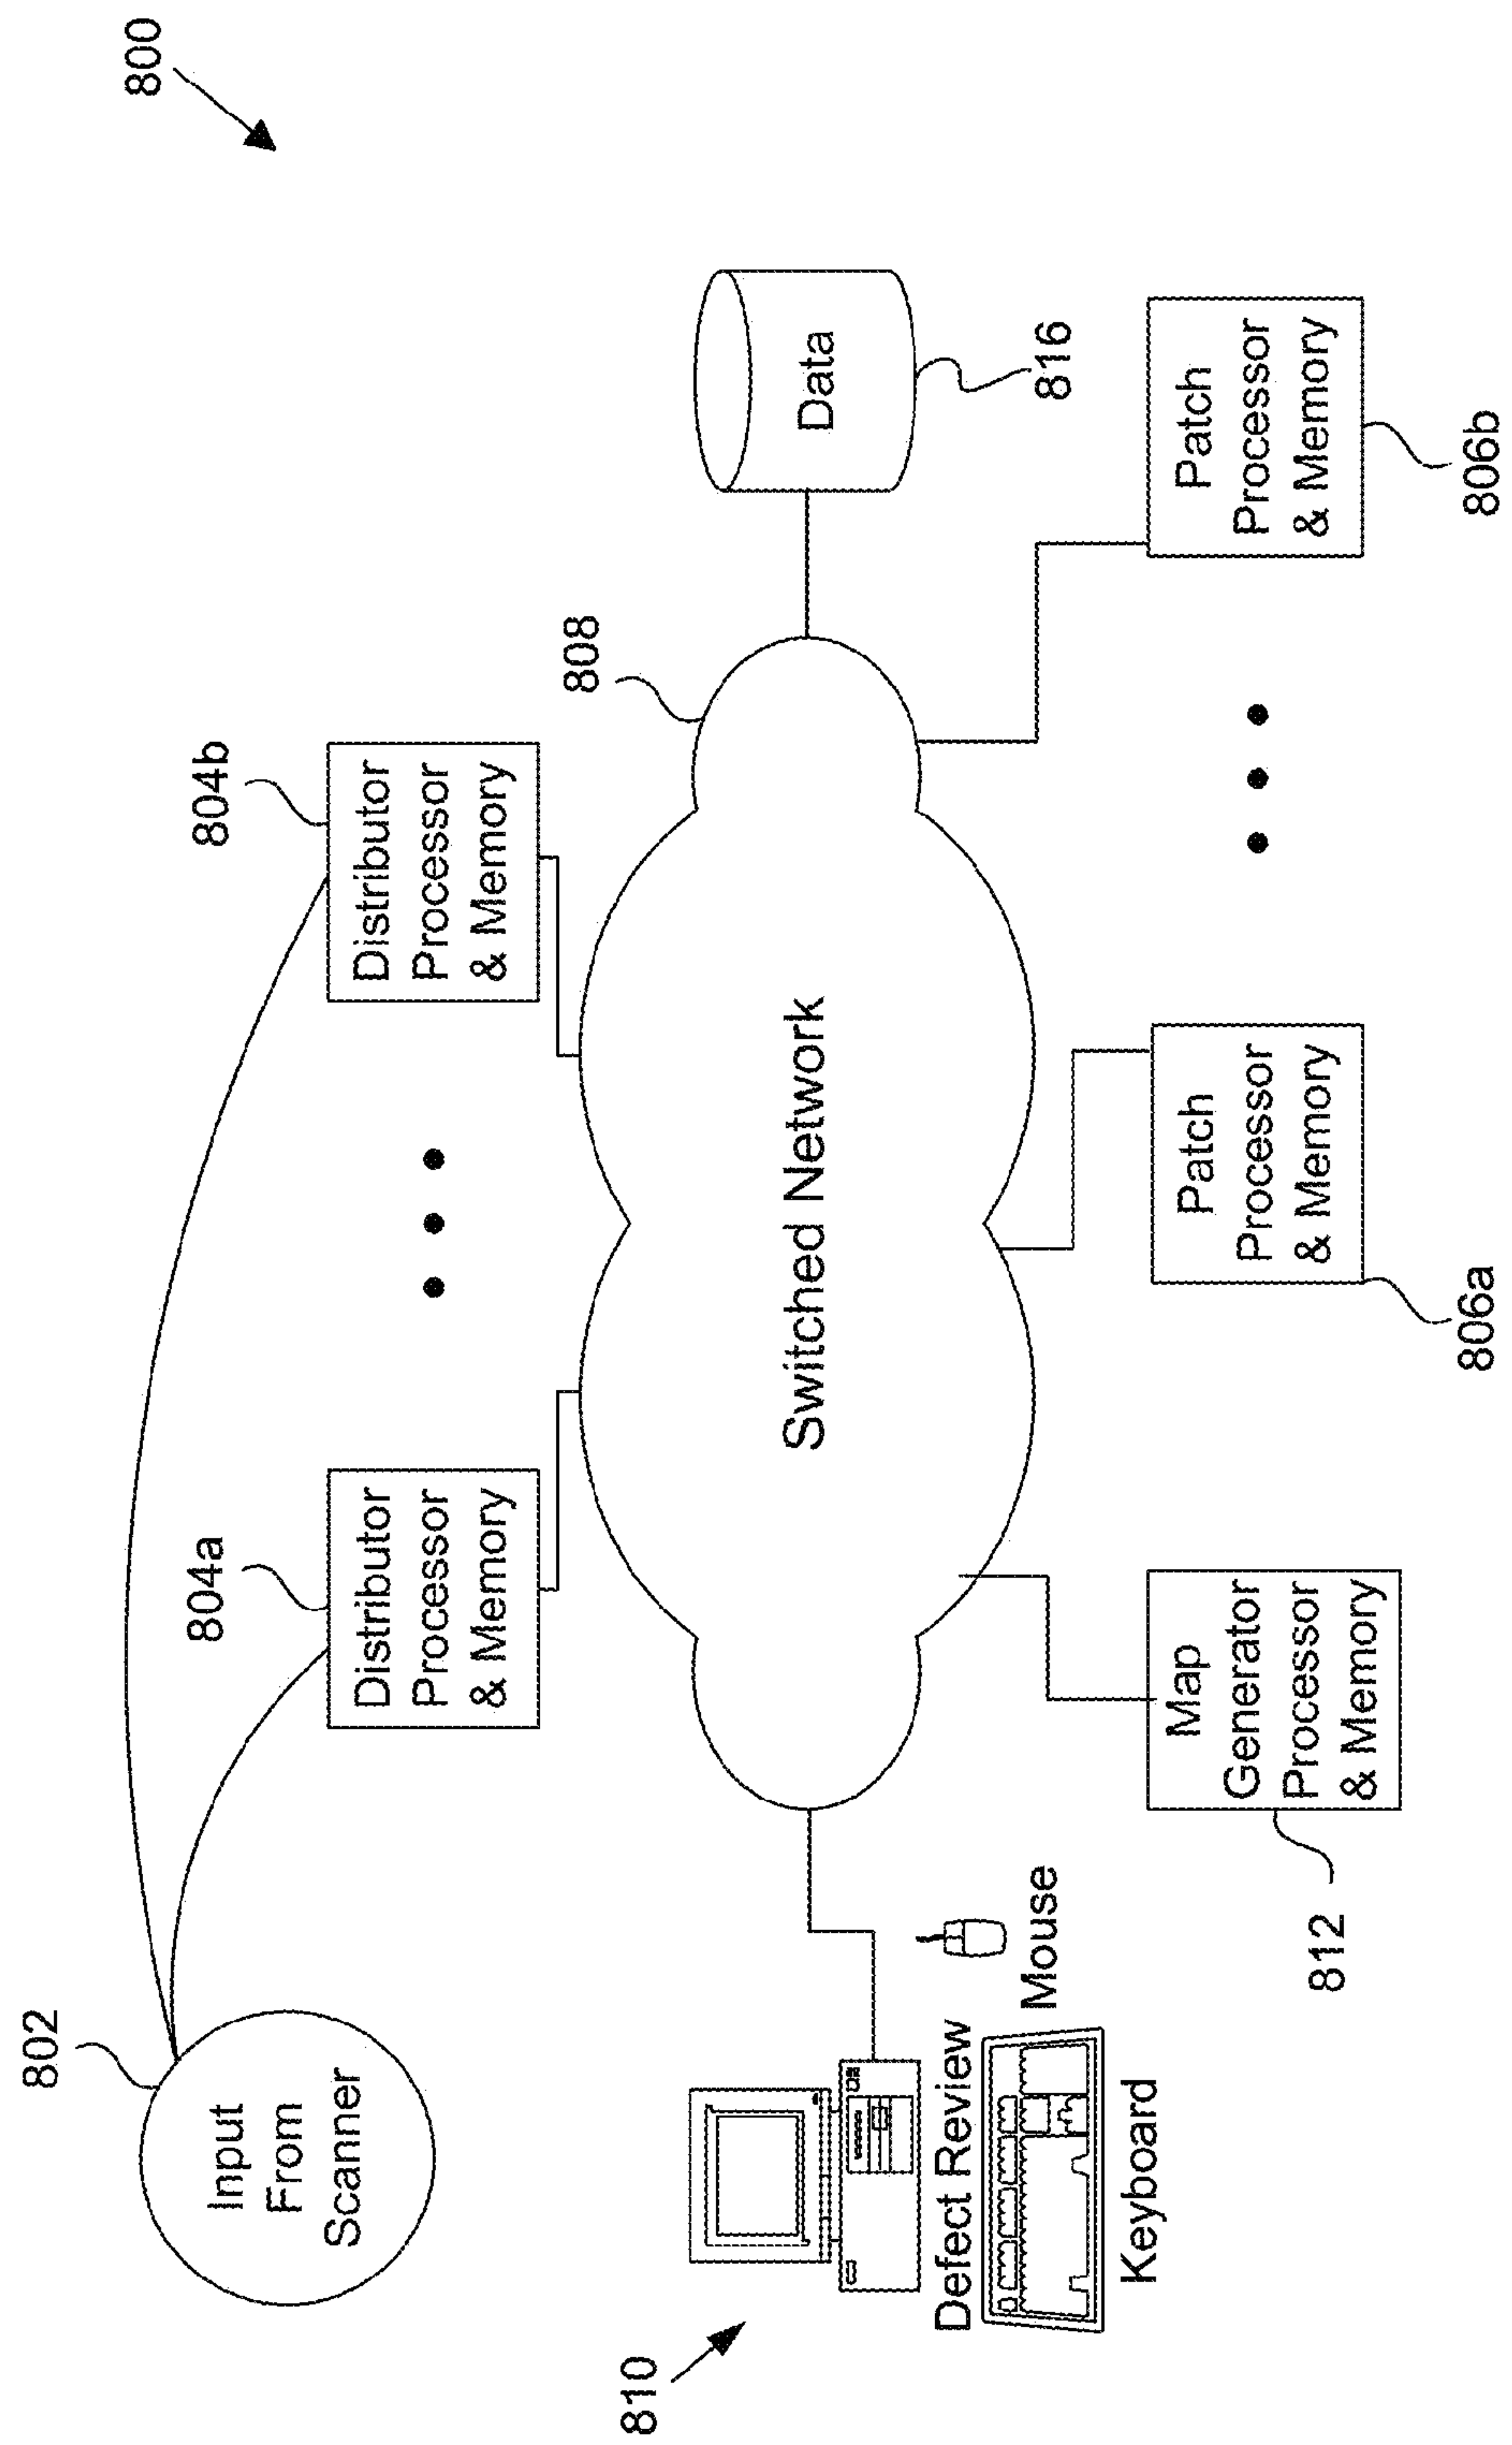 800
802
Input
From
Scanner
804a
Distributor
Processor
& Memory
804b
Distributor
Processor
& Memory
808
Switched Network
Data
816
810
Defect Review
Mouse
Keyboard
Map
Generator
Processor
& Memory
812
Patch
Processor
& Memory
806a
Patch
Processor
& Memory
806b